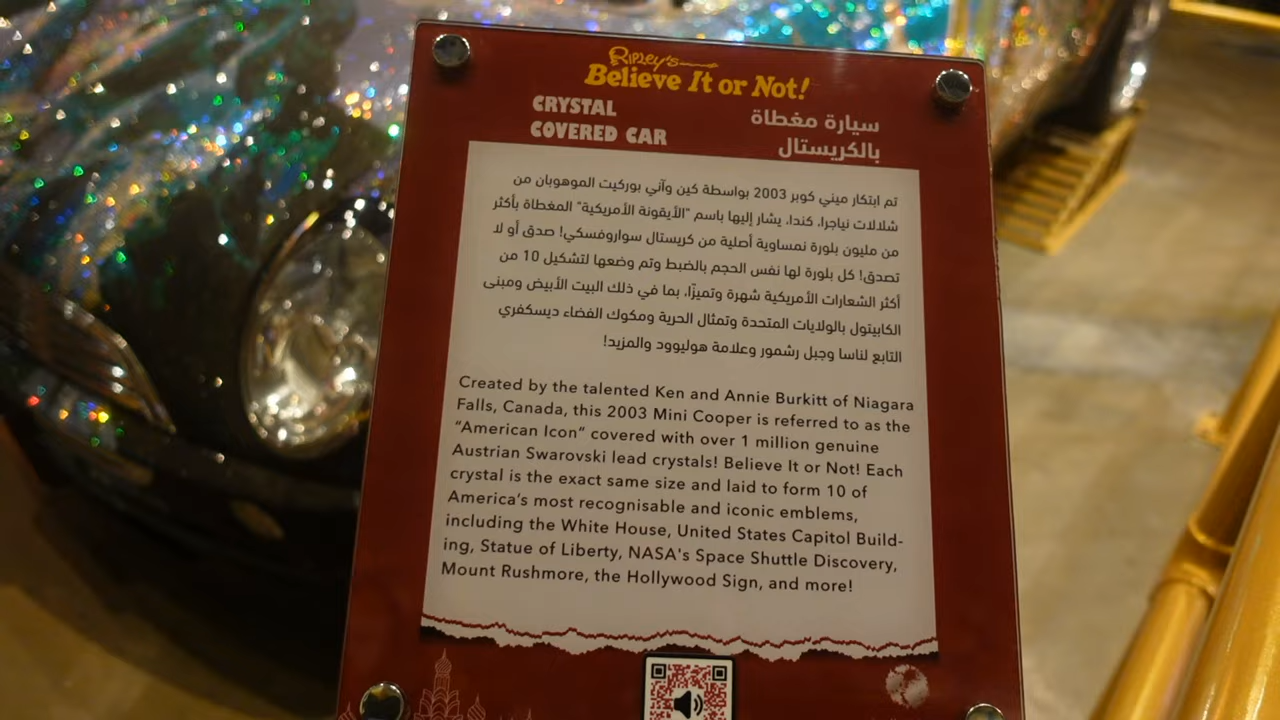 Ripley's
Believe It or Not!
CRYSTAL
COVERED CAR
سيارة مغطاة
بالكريستال
تم ابتكار ميني كوبر 2003 بواسطة كين وآني بوركيت الموهوبان من
شلالات نياجرا، كندا، يشار إليها باسم "الأيقونة الأمريكية" المغطاة بأكثر
من مليون بلورة نمساوية أصلية من كريستال سواروفسكي! صدق أو لا
تصدق! كل بلورة لها نفس الحجم بالضبط وتم وضعها لتشكيل 10 من
أكثر الشعارات الأمريكية شهرة وتميزًا، بما في ذلك البيت الأبيض ومبنى
الكابيتول بالولايات المتحدة وتمثال الحرية ومكوك الفضاء ديسكفري
التابع لناسا وجبل رشمور وعلامة هوليوود والمزيد!
Created by the talented Ken and Annie Burkitt of Niagara
Falls, Canada, this 2003 Mini Cooper is referred to as the
“American Icon” covered with over 1 million genuine
Austrian Swarovski lead crystals! Believe It or Not! Each
crystal is the exact same size and laid to form 10 of
America's most recognisable and iconic emblems,
including the White House, United States Capitol Build-
ing, Statue of Liberty, NASA's Space Shuttle Discovery,
Mount Rushmore, the Hollywood Sign, and more!